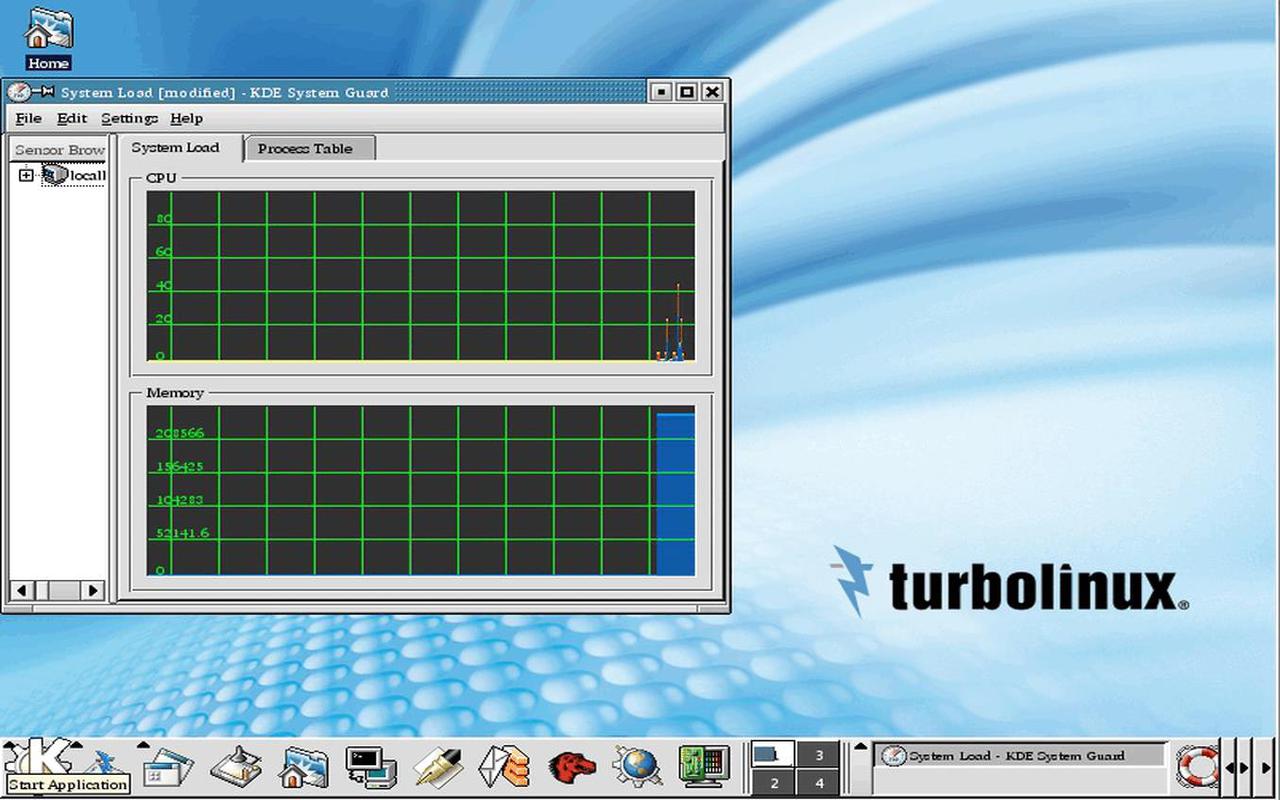 Home
System Load [modified] - KDE System Guard
File Edit Settings Help
Sensor Brow
System Load
Process Table
locall
CPU
80
60
40
20
0
Memory
208566
156425
104283
52141.6
0
turbolinux®
1
3
2
4
System Load - KDE System Guard
Start Application